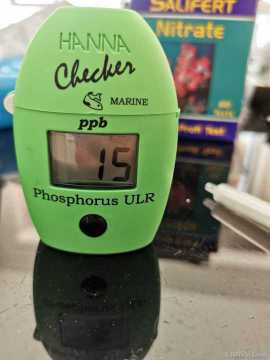 HANNA
Checker
MARINE
ppb
15
Phosphorus ULR
SALIFERT
Nitrate